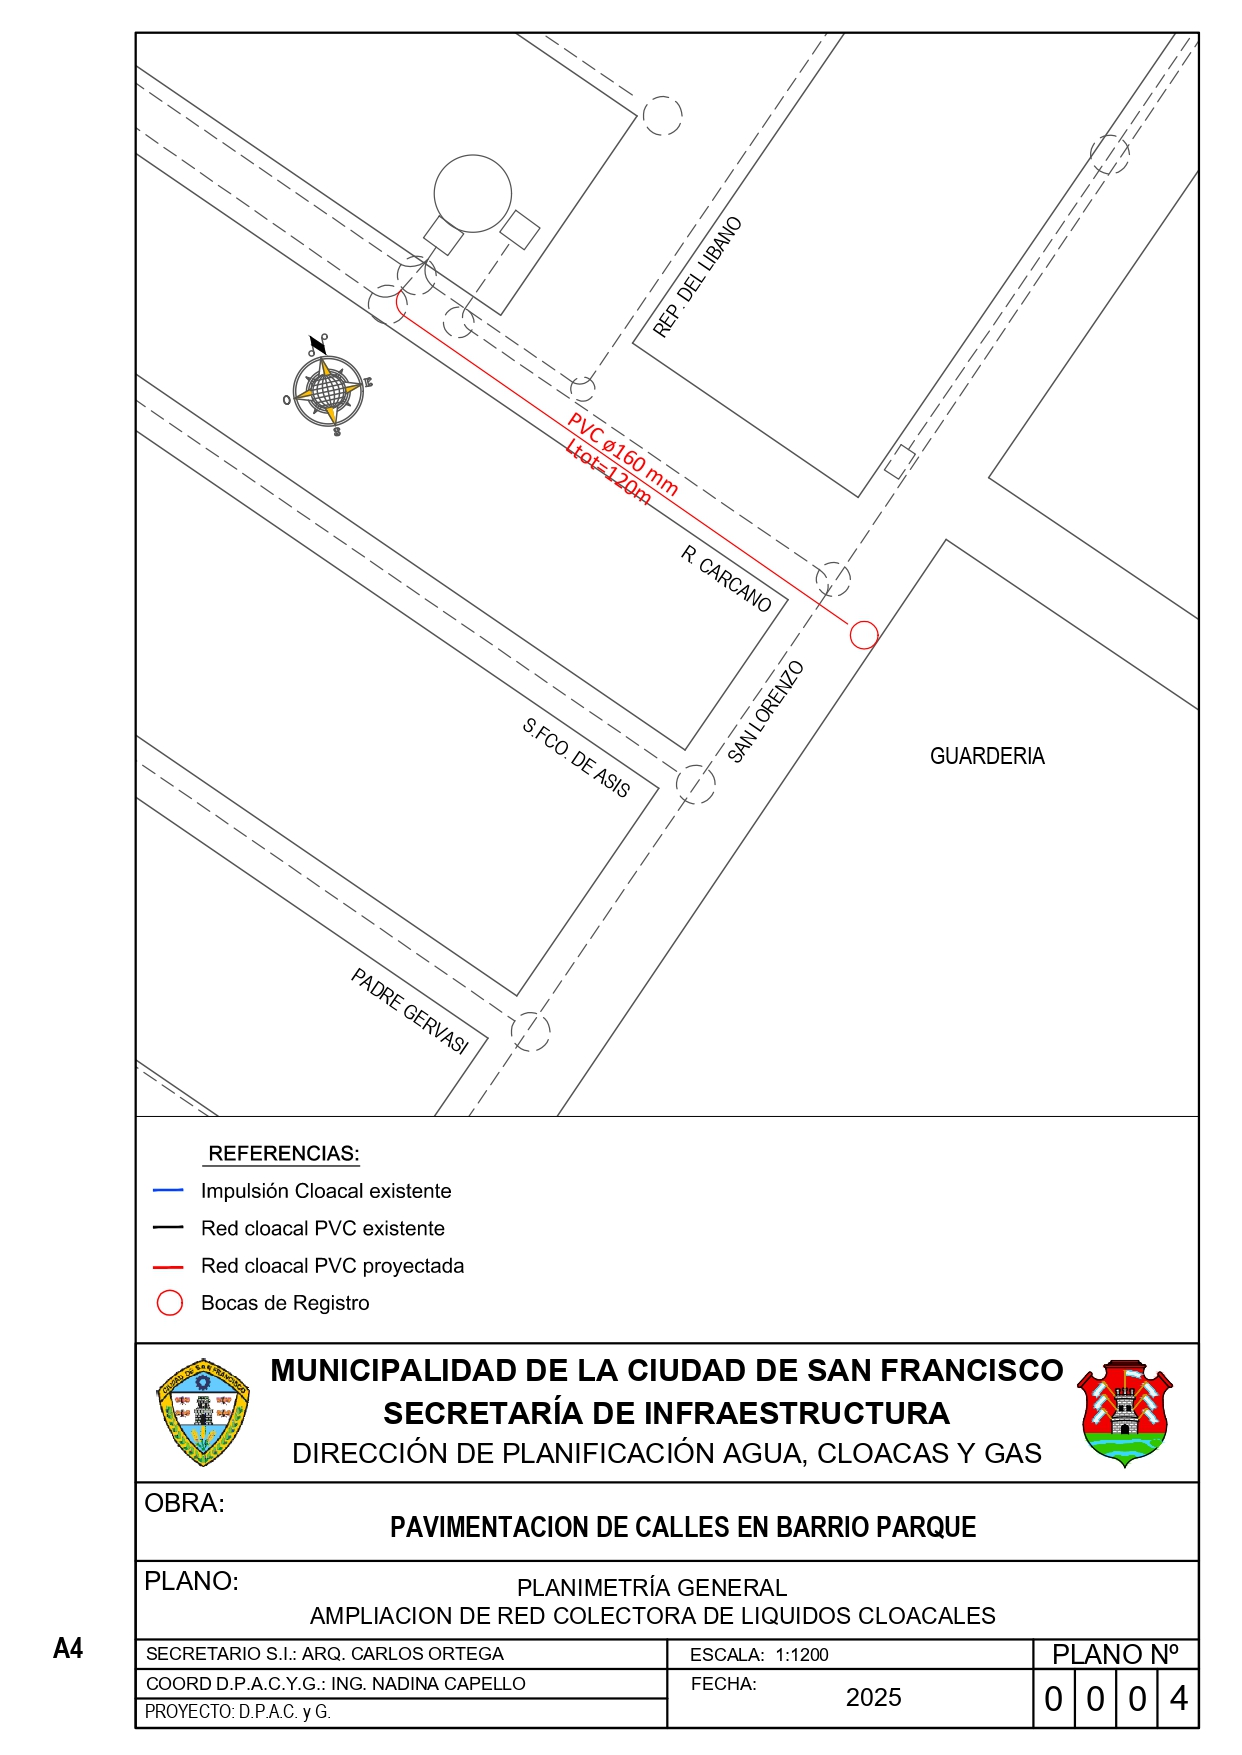 REP. DEL LIBANO
N
E
O
S
PVC ø160 mm
Ltot=120m
R. CARCANO
SAN LORENZO
S.FCO. DE ASIS
GUARDERIA
PADRE GERVASI
REFERENCIAS:
Impulsión Cloacal existente
Red cloacal PVC existente
Red cloacal PVC proyectada
Bocas de Registro
CIUDAD DE SAN FRANCISCO
MUNICIPALIDAD DE LA CIUDAD DE SAN FRANCISCO
SECRETARÍA DE INFRAESTRUCTURA
DIRECCIÓN DE PLANIFICACIÓN AGUA, CLOACAS Y GAS
OBRA:
PAVIMENTACION DE CALLES EN BARRIO PARQUE
PLANO:
PLANIMETRÍA GENERAL
AMPLIACION DE RED COLECTORA DE LIQUIDOS CLOACALES
A4
SECRETARIO S.I.: ARQ. CARLOS ORTEGA
ESCALA: 1:1200
PLANO Nº
COORD D.P.A.C.Y.G.: ING. NADINA CAPELLO
FECHA:
2025
0 0 0 4
PROYECTO: D.P.A.C. y G.